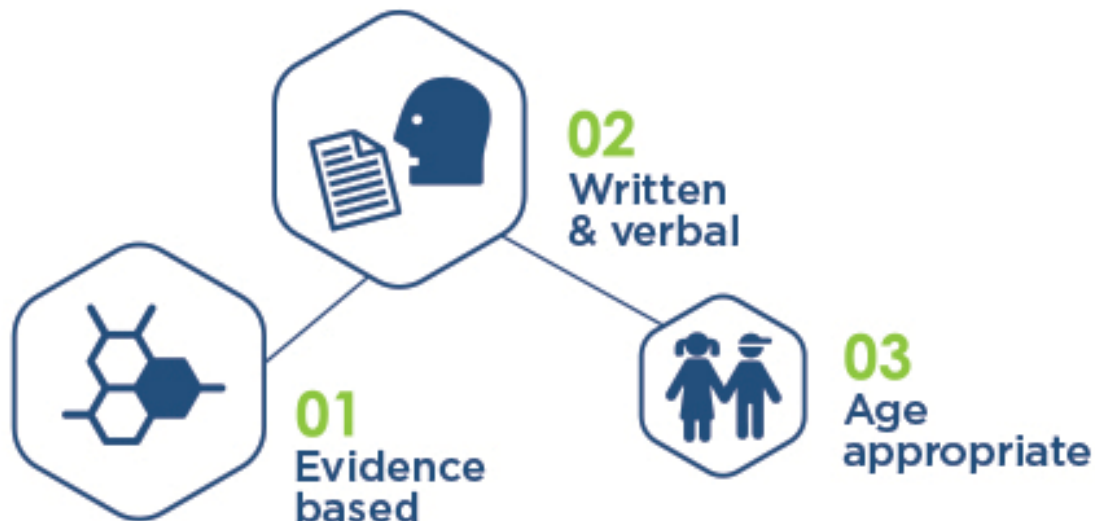 01
Evidence
based
02
Written
& verbal
03
Age
appropriate